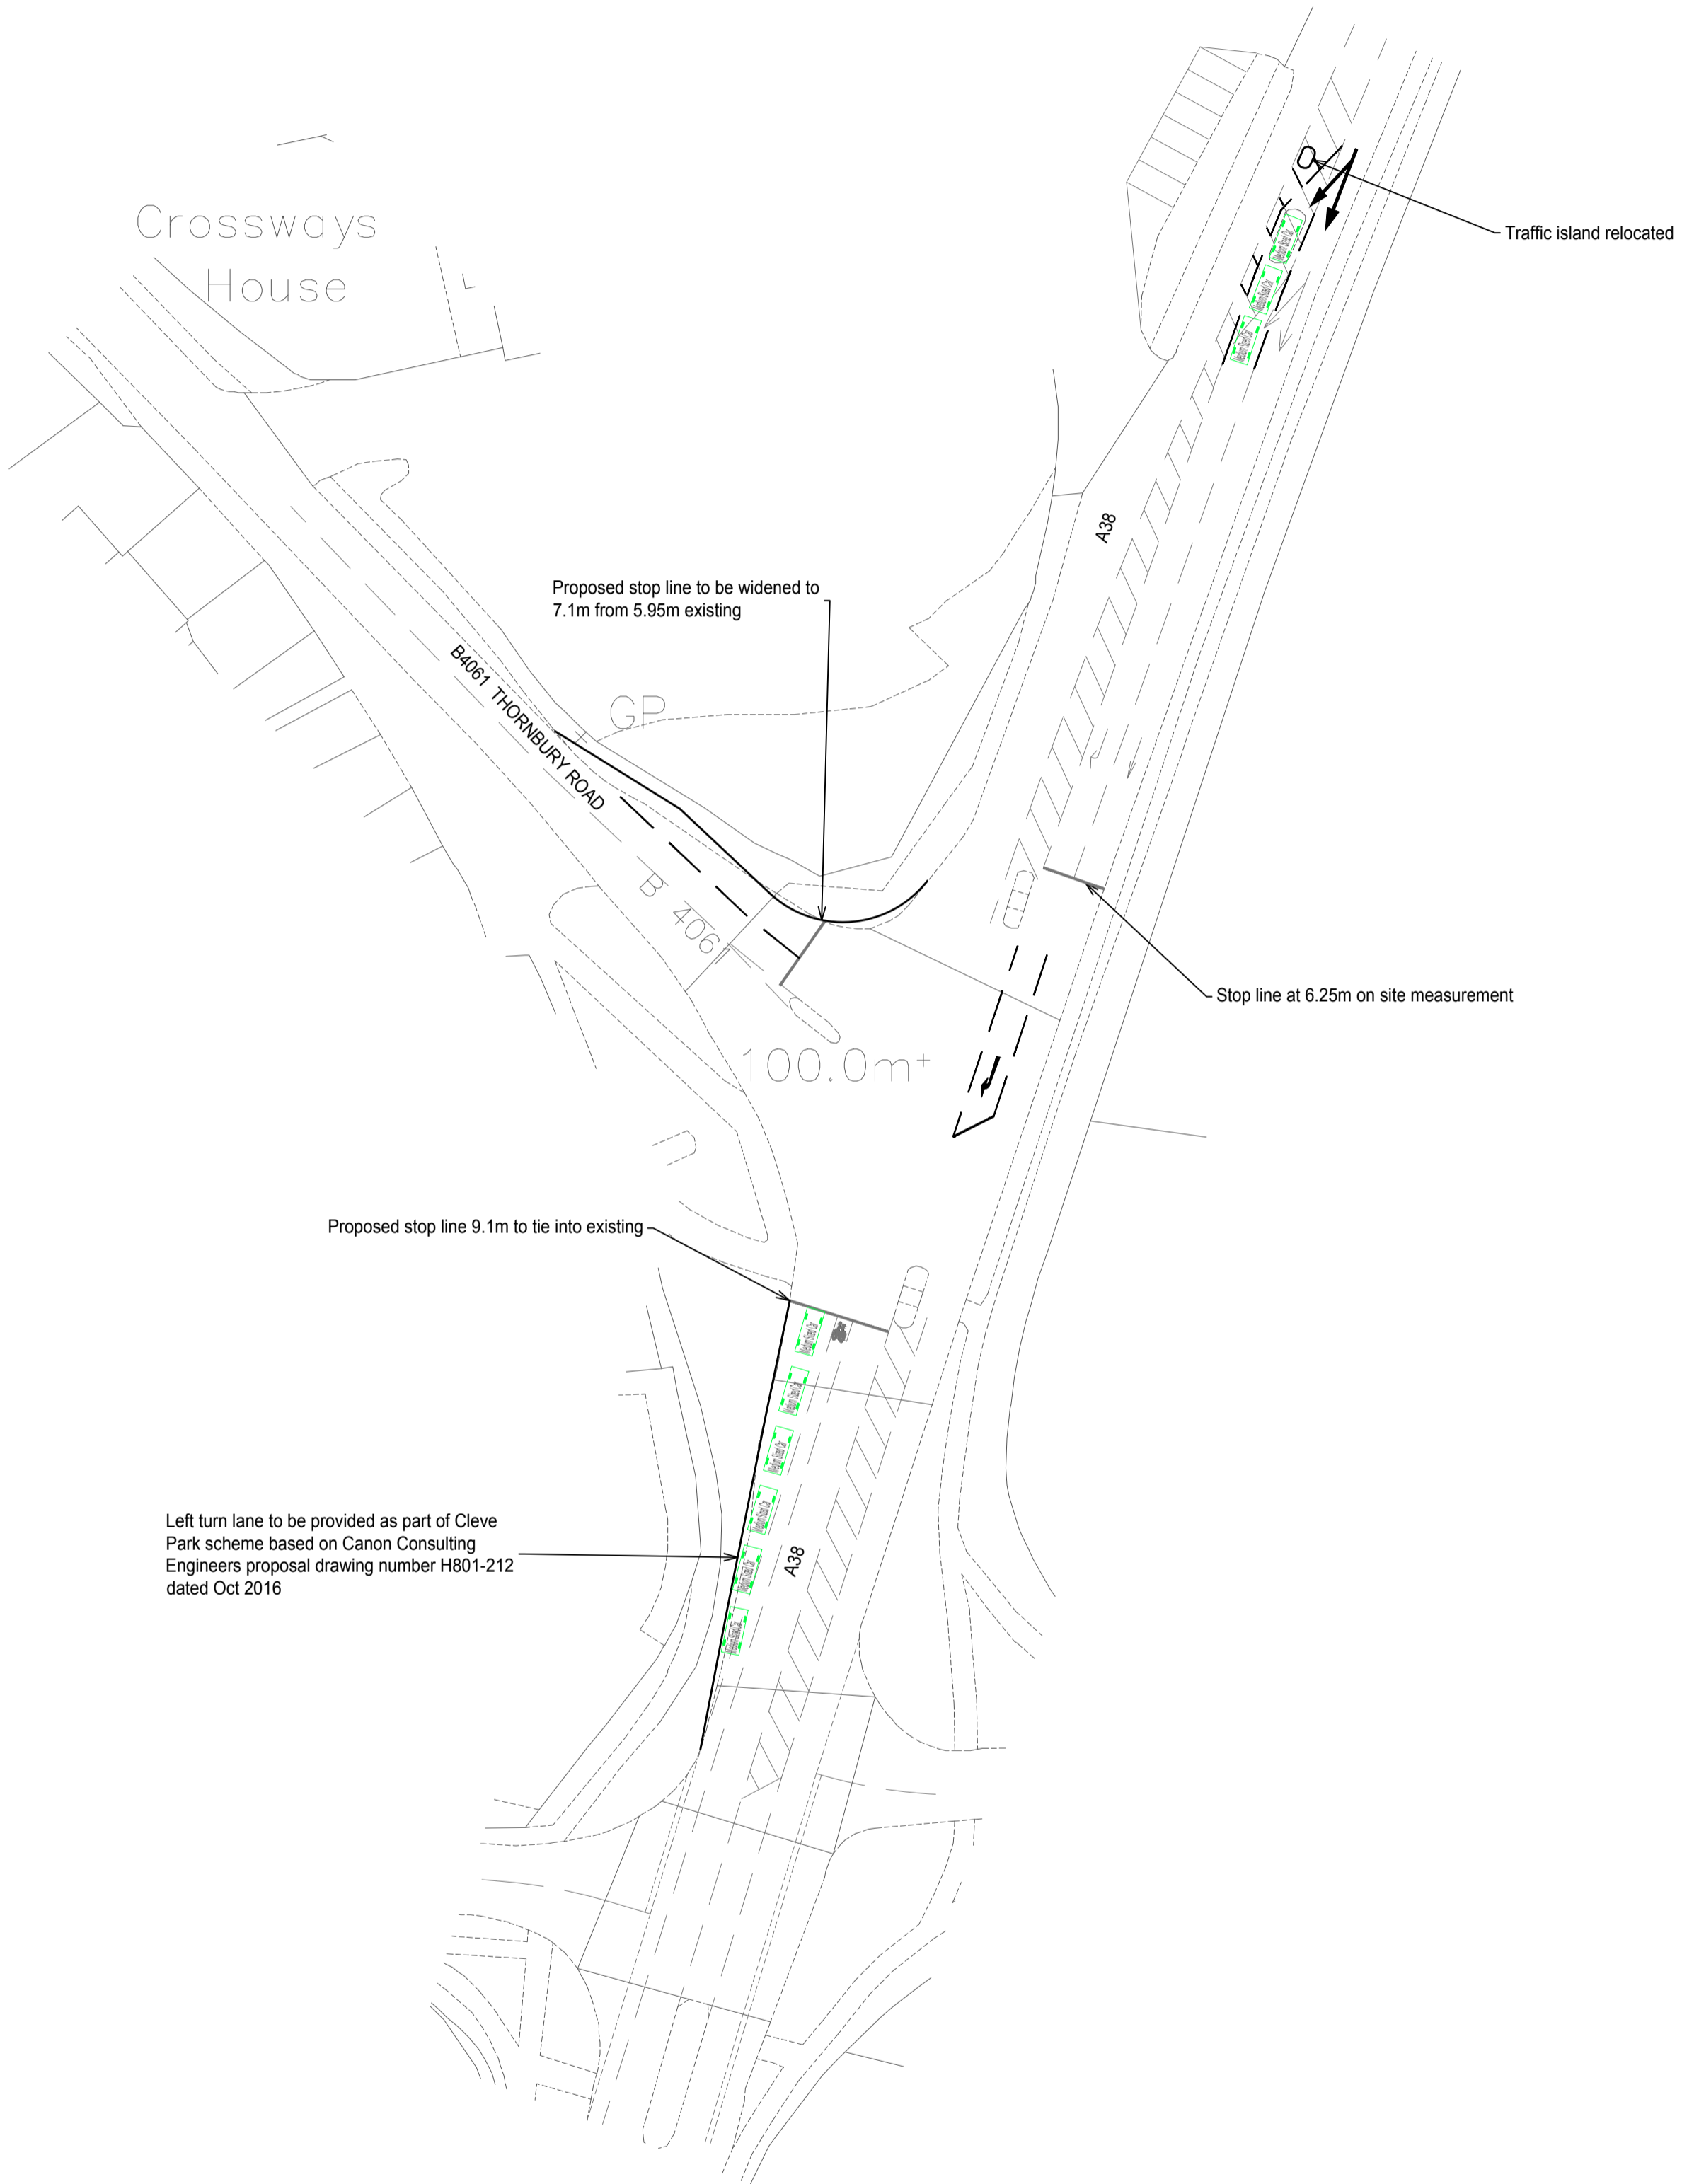 Crossways
House
Traffic island relocated
A38
Proposed stop line to be widened to
7.1m from 5.95m existing
B4061 THORNBURY ROAD
GP
B 4061
Stop line at 6.25m on site measurement
100.0m+
Proposed stop line 9.1m to tie into existing
Left turn lane to be provided as part of Cleve
Park scheme based on Canon Consulting
Engineers proposal drawing number H801-212
dated Oct 2016
A38